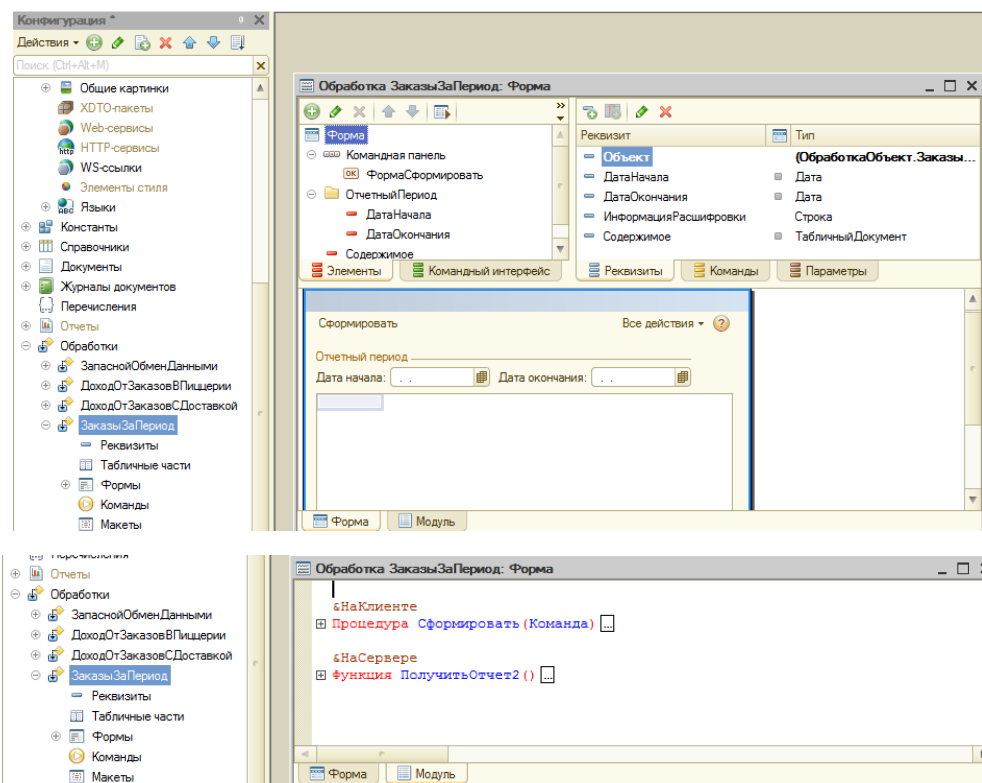 Конфигурация *
Действия
Поиск (Ctrl+Alt+M)
Общие картинки
XDTO-пакеты
Web-сервисы
HTTP-сервисы
WS-ссылки
Элементы стиля
Языки
Константы
Справочники
Документы
Журналы документов
Перечисления
Отчеты
Обработки
ЗапаснойОбменДанными
ДоходОтЗаказовВПиццерии
ДоходОтЗаказовСДоставкой
ЗаказыЗаПериод
Реквизиты
Табличные части
Формы
Команды
Макеты
Обработка ЗаказыЗаПериод: Форма
Форма
Командная панель
ФормаСформировать
ОтчетныйПериод
ДатаНачала
ДатаОкончания
Содержимое
Элементы Командный интерфейс
Реквизит Тип
Объект (ОбработкаОбъект.Заказы...
ДатаНачала Дата
ДатаОкончания Дата
ИнформацияРасшифровки Строка
Содержимое ТабличныйДокумент
Реквизиты Команды Параметры
Сформировать Все действия
Отчетный период
Дата начала: . . Дата окончания: . .
Форма Модуль
Перечисления
Отчеты
Обработки
ЗапаснойОбменДанными
ДоходОтЗаказовВПиццерии
ДоходОтЗаказовСДоставкой
ЗаказыЗаПериод
Реквизиты
Табличные части
Формы
Команды
Макеты
Обработка ЗаказыЗаПериод: Форма
&НаКлиенте
Процедура Сформировать(Команда) ...
&НаСервере
Функция ПолучитьОтчет2() ...
Форма Модуль